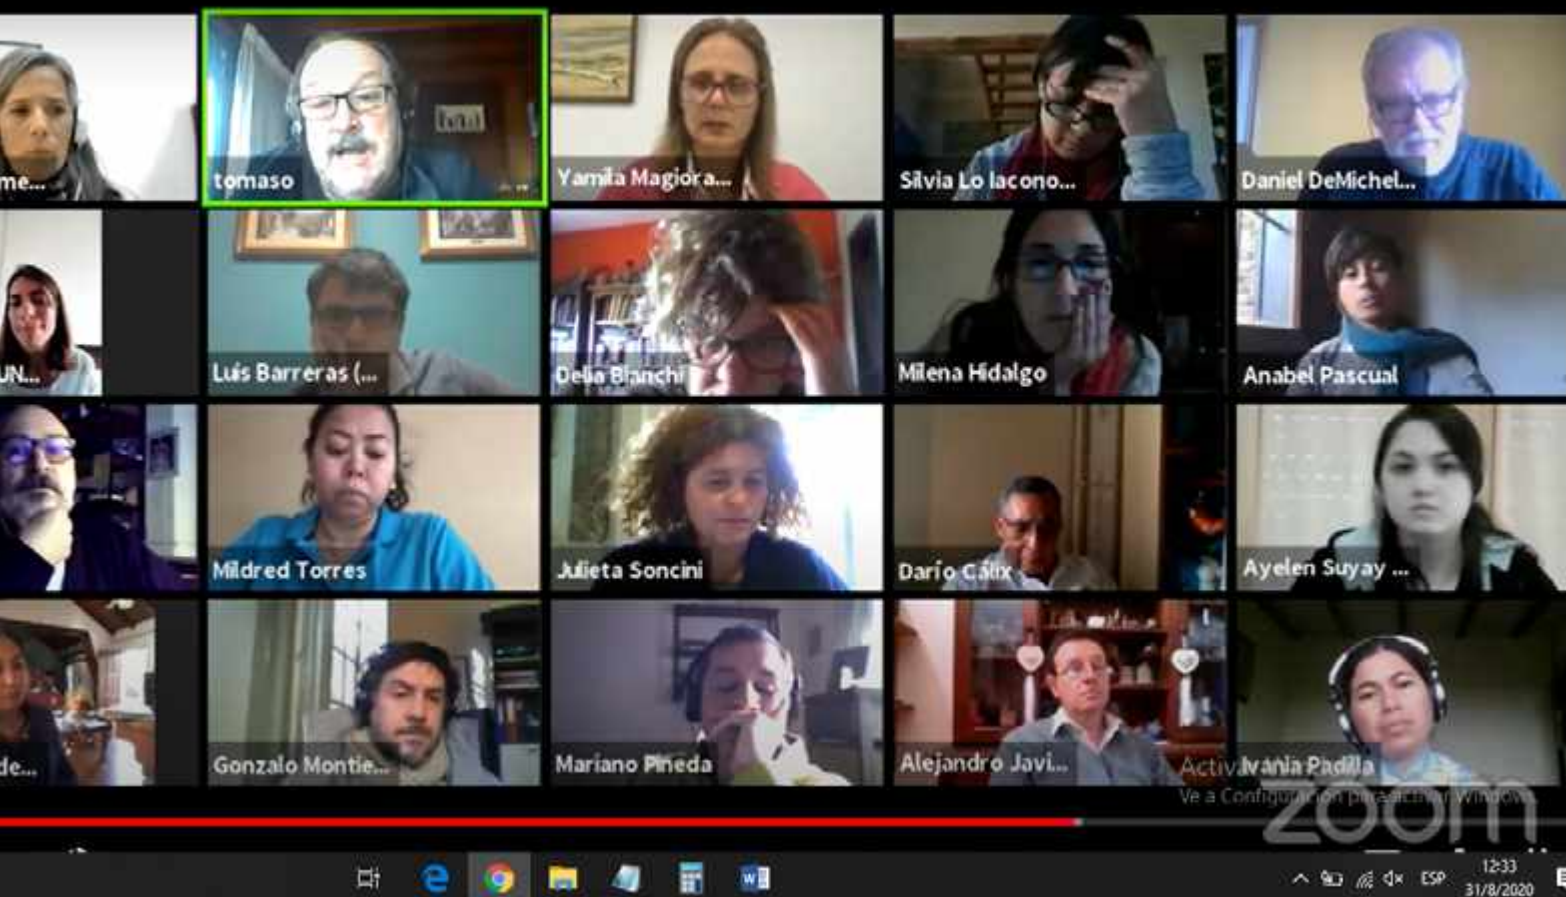 me...
tomaso
Yamila Magiora...
Silvia Lo Iacono...
Daniel DeMichel...
UN...
Luis Barreras (...
Delia Bianchi
Milena Hidalgo
Anabel Pascual
Mildred Torres
Julieta Soncini
Darío Cálix
Ayelen Suyay ...
de...
Gonzalo Montie...
Mariano Pineda
Alejandro Javi...
Ivania Padilla
Activar
Ve a Configuración para activar Windows.
zoom
W
ESP
12:33
31/8/2020